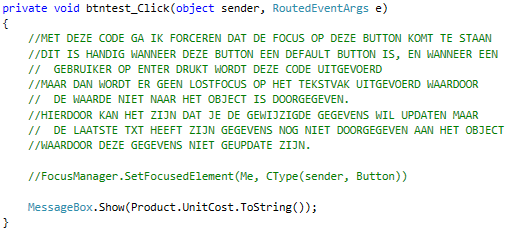 private void btntest_Click(object sender, RoutedEventArgs e)
{
//MET DEZE CODE GA IK FORCEREN DAT DE FOCUS OP DEZE BUTTON KOMT TE STAAN
//DIT IS HANDIG WANNEER DEZE BUTTON EEN DEFAULT BUTTON IS, EN WANNEER EEN
//  GEBRUIKER OP ENTER DRUKT WORDT DEZE CODE UITGEVOERD
//MAAR DAN WORDT ER GEEN LOSTFOCUS OP HET TEKSTVAK UITGEVOERD WAARDOOR
//  DE WAARDE NIET NAAR HET OBJECT IS DOORGEGEVEN.
//HIERDOOR KAN HET ZIJN DAT JE DE GEWIJZIGDE GEGEVENS WIL UPDATEN MAAR
//  DE LAATSTE TXT HEEFT ZIJN GEGEVENS NOG NIET DOORGEGEVEN AAN HET OBJECT
//WAARDOOR DEZE GEGEVENS NIET GEUPDATE ZIJN.
//FocusManager.SetFocusedElement(Me, CType(sender, Button))
MessageBox.Show(Product.UnitCost.ToString());
}